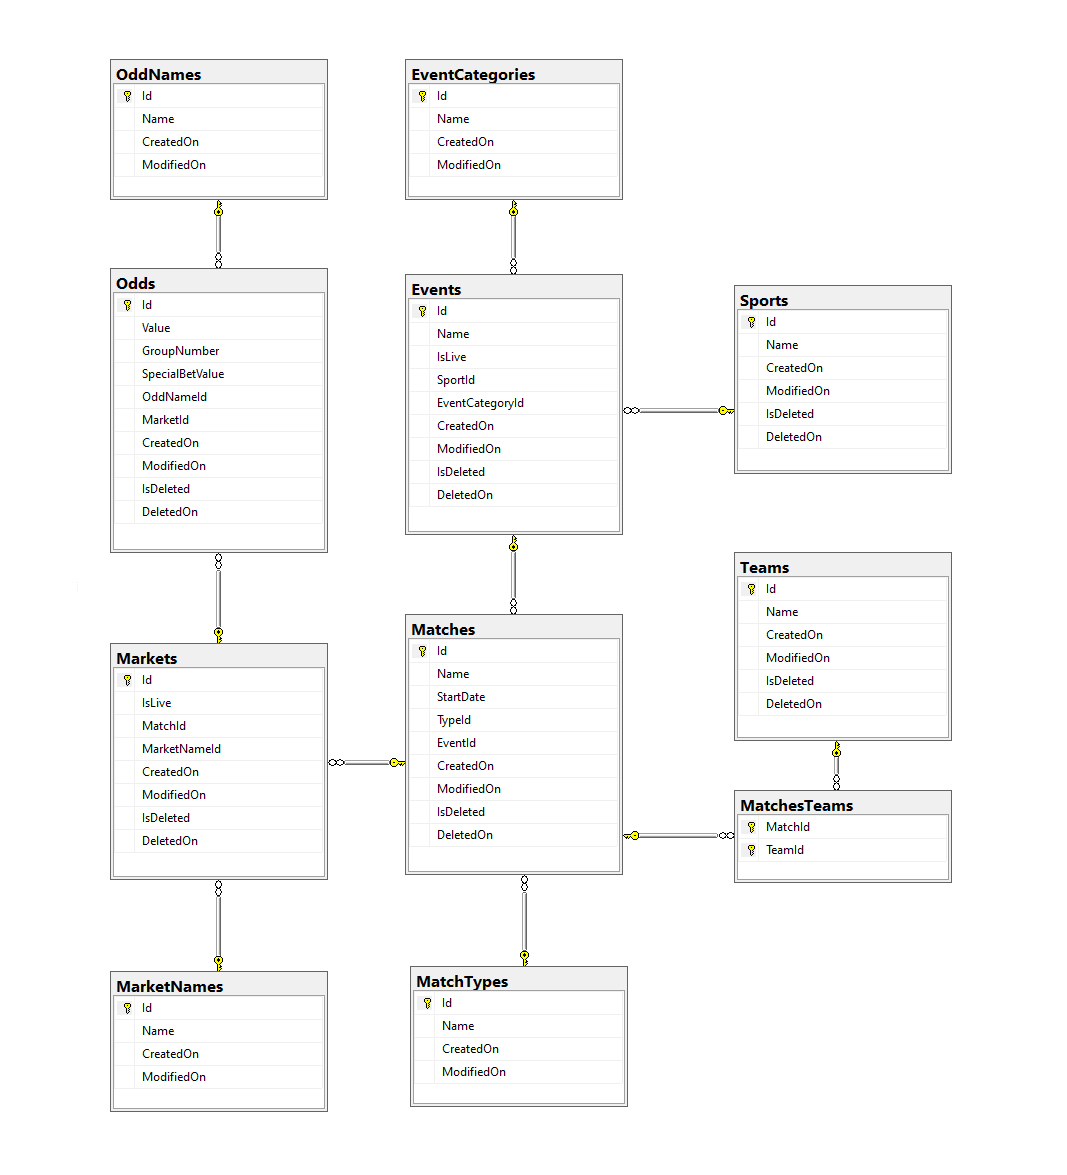 OddNames
Id
Name
CreatedOn
ModifiedOn
EventCategories
Id
Name
CreatedOn
ModifiedOn
Odds
Id
Value
GroupNumber
SpecialBetValue
OddNameId
MarketId
CreatedOn
ModifiedOn
IsDeleted
DeletedOn
Events
Id
Name
IsLive
SportId
EventCategoryId
CreatedOn
ModifiedOn
IsDeleted
DeletedOn
Sports
Id
Name
CreatedOn
ModifiedOn
IsDeleted
DeletedOn
Teams
Id
Name
CreatedOn
ModifiedOn
IsDeleted
DeletedOn
Markets
Id
IsLive
MatchId
MarketNameId
CreatedOn
ModifiedOn
IsDeleted
DeletedOn
Matches
Id
Name
StartDate
TypeId
EventId
CreatedOn
ModifiedOn
IsDeleted
DeletedOn
MatchesTeams
MatchId
TeamId
MarketNames
Id
Name
CreatedOn
ModifiedOn
MatchTypes
Id
Name
CreatedOn
ModifiedOn